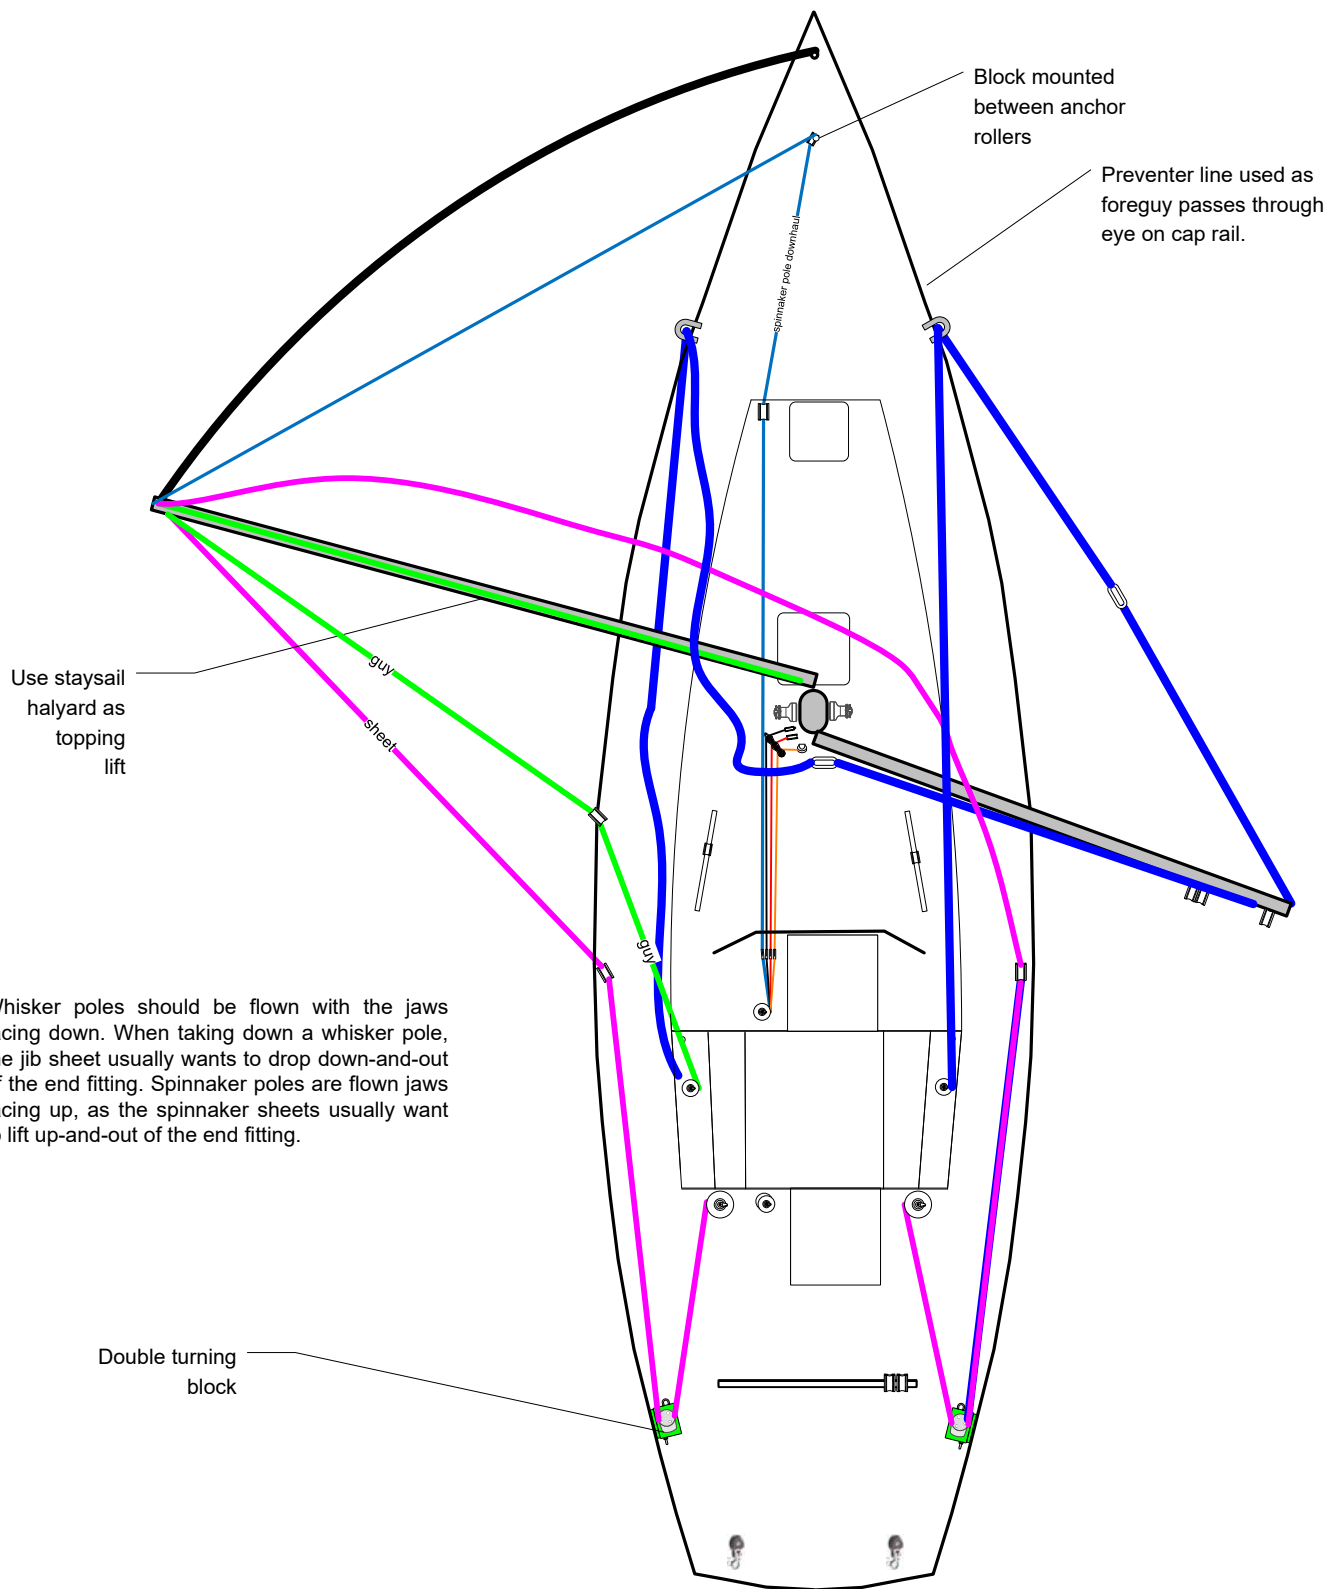 Block mounted
between anchor
rollers
Preventer line used as
foreguy passes through
eye on cap rail.
spinnaker pole downhaul
Use staysail
halyard as
topping
lift
guy
sheet
guy
poles should be flown with the jaws
down. When taking down a whisker pole,
jib sheet usually wants to drop down-and-out
the end fitting. Spinnaker poles are flown jaws
up, as the spinnaker sheets usually want
lift up-and-out of the end fitting.
Double turning
block